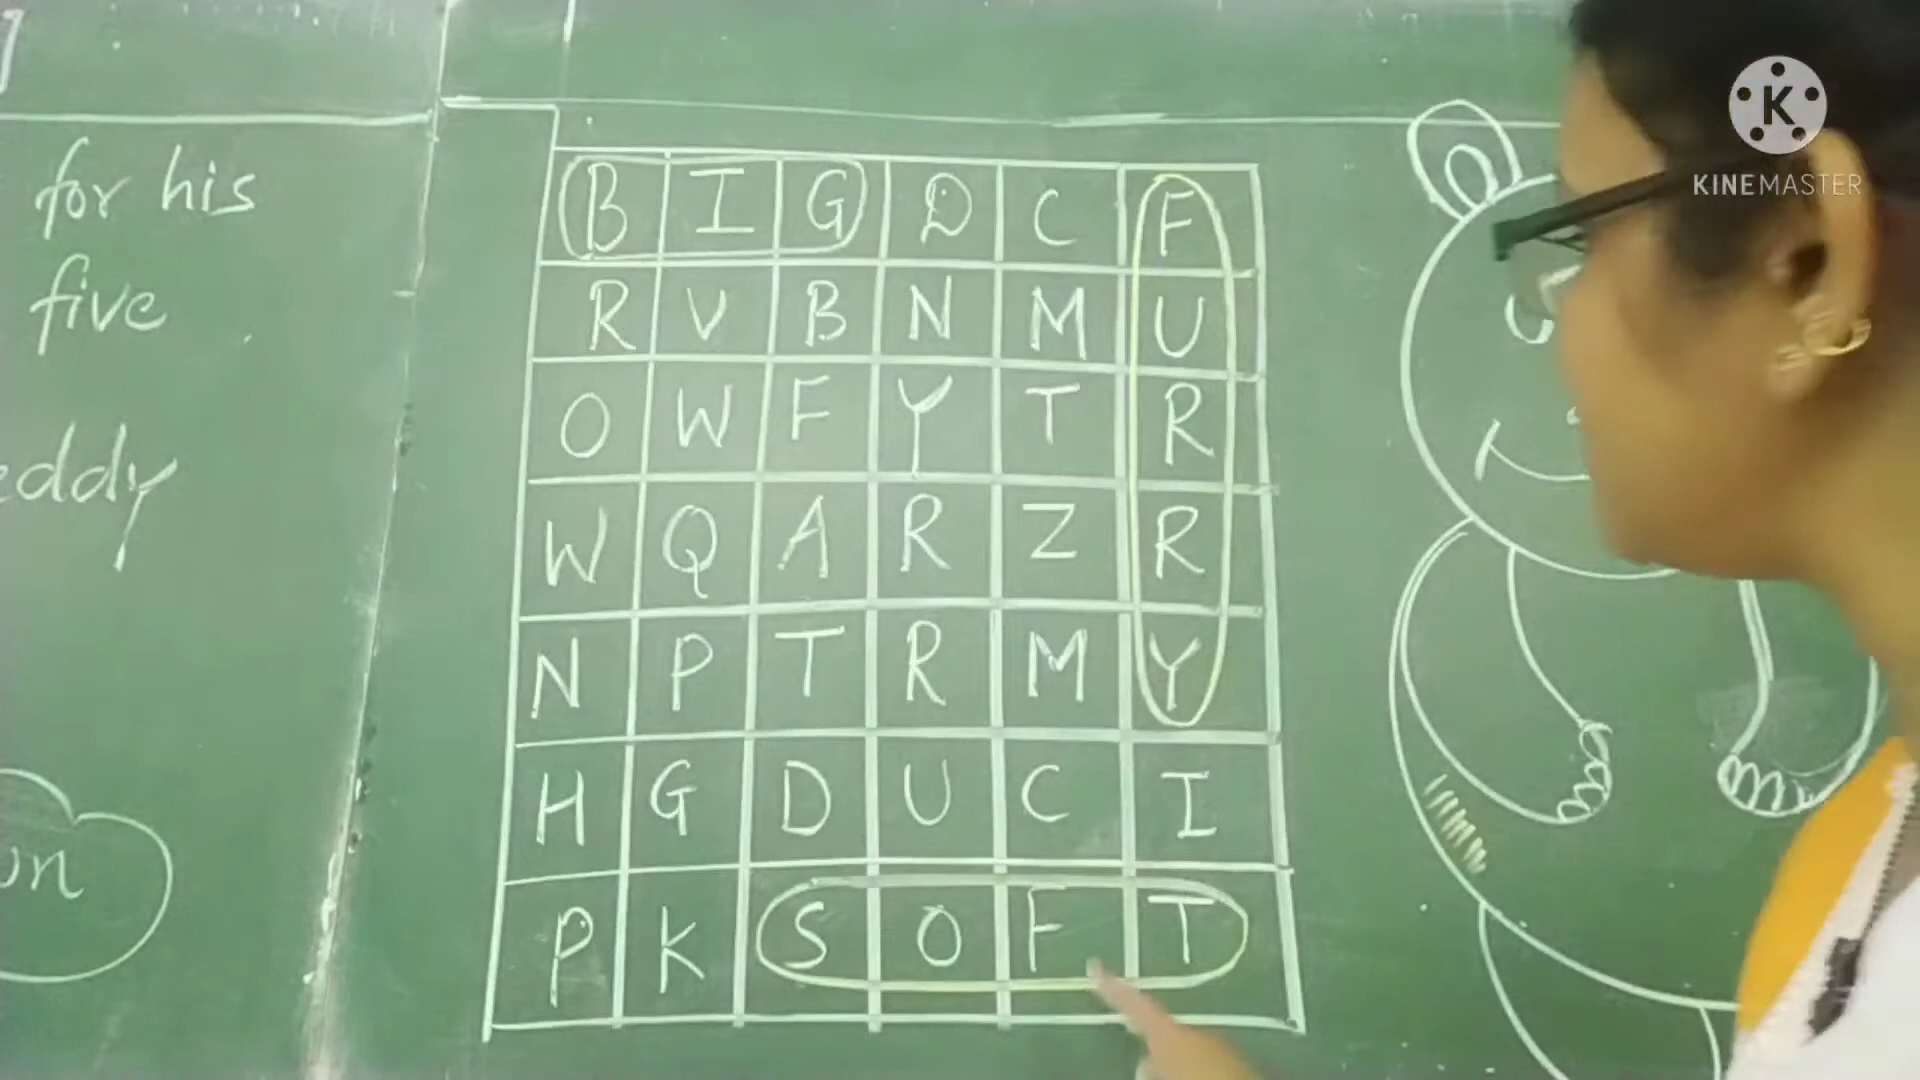 for his
five
eddy
un
B I G D C F
R V B N M U
O W F Y T R
W Q A R Z R
N P T R M Y
H G D U C I
P K S O F T
K
KINEMASTER